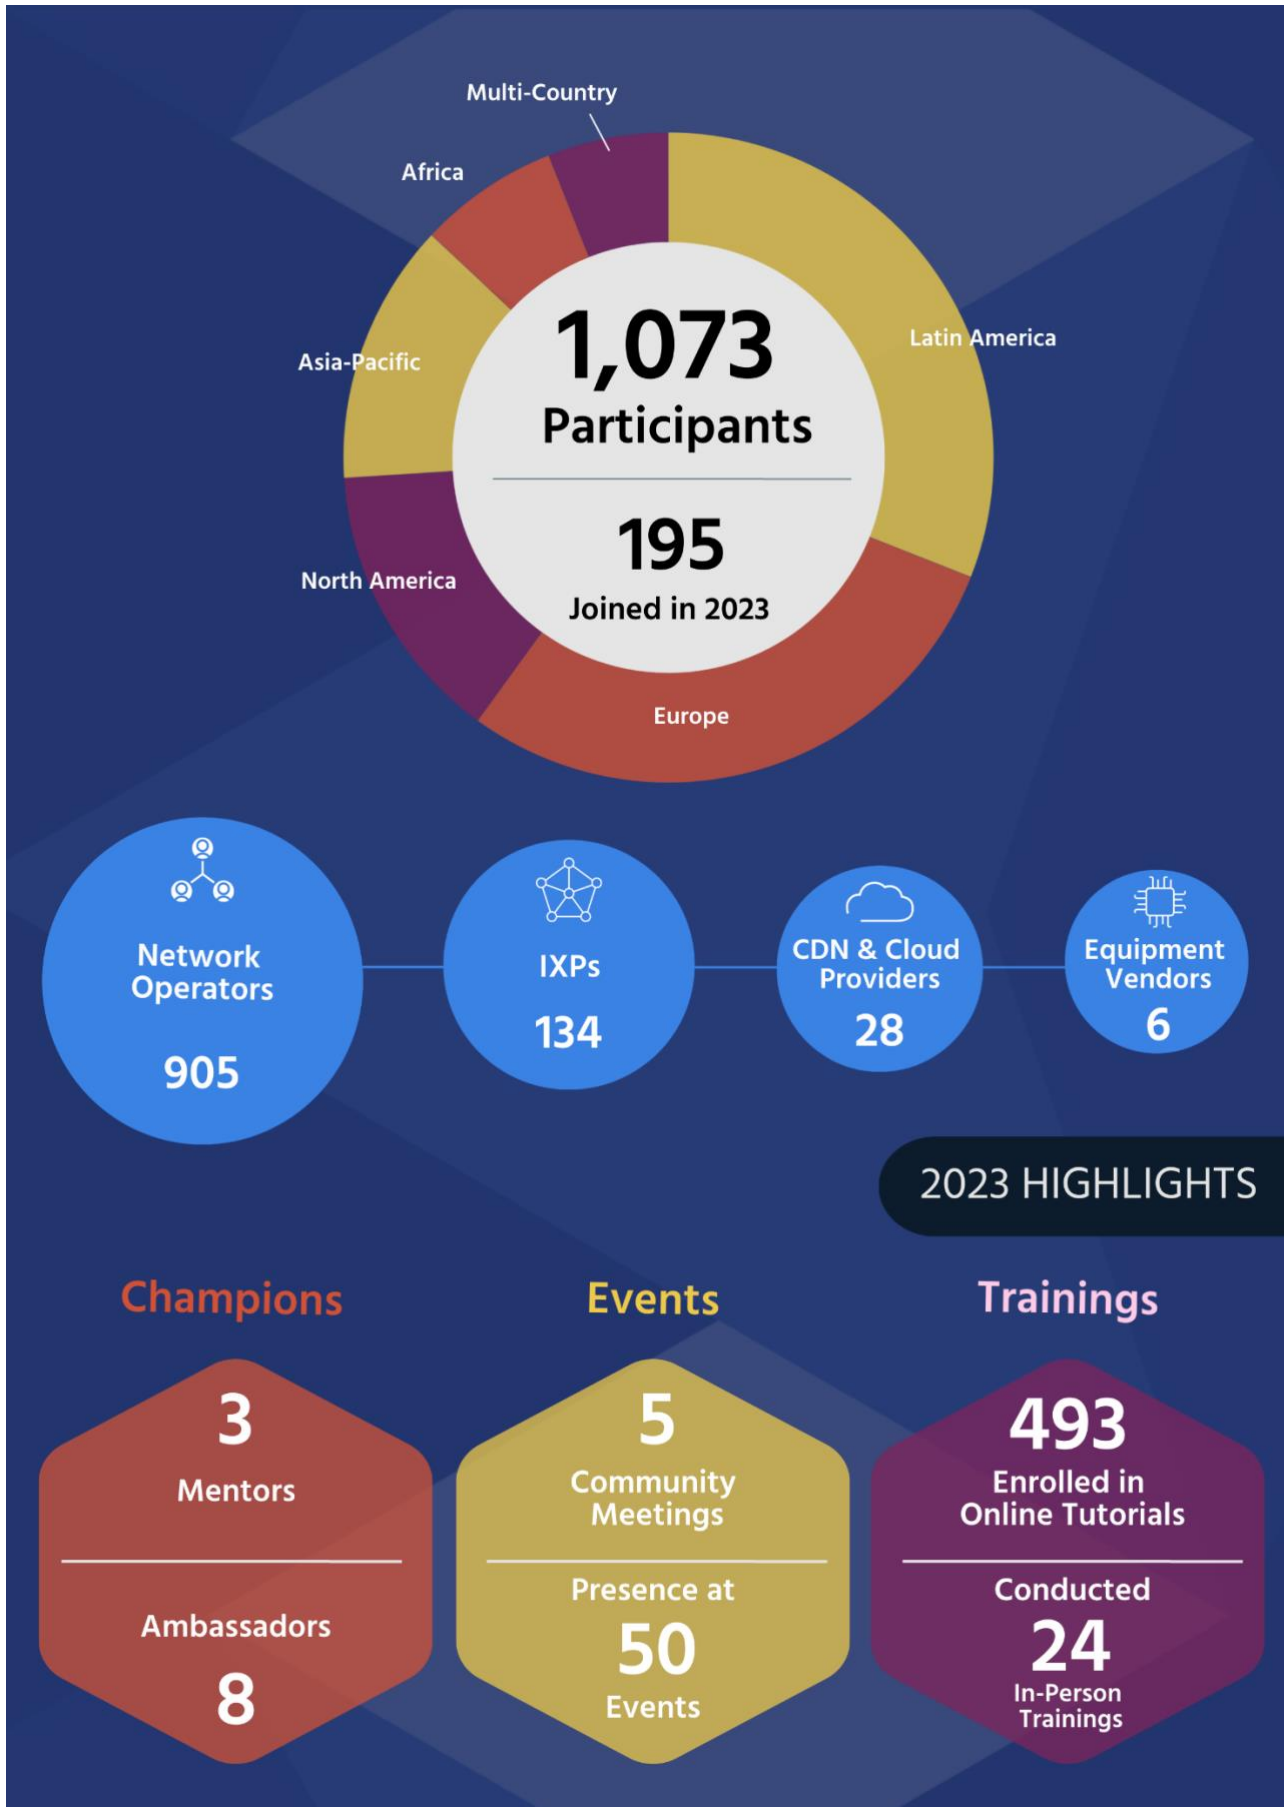 Multi-Country
Africa
Latin America
Asia-Pacific
North America
Europe
1,073
Participants
195
Joined in 2023
Network
Operators
905
IXPs
134
CDN & Cloud
Providers
28
Equipment
Vendors
6
2023 HIGHLIGHTS
Champions
3
Mentors
Ambassadors
8
Events
5
Community
Meetings
Presence at
50
Events
Trainings
493
Enrolled in
Online Tutorials
Conducted
24
In-Person
Trainings